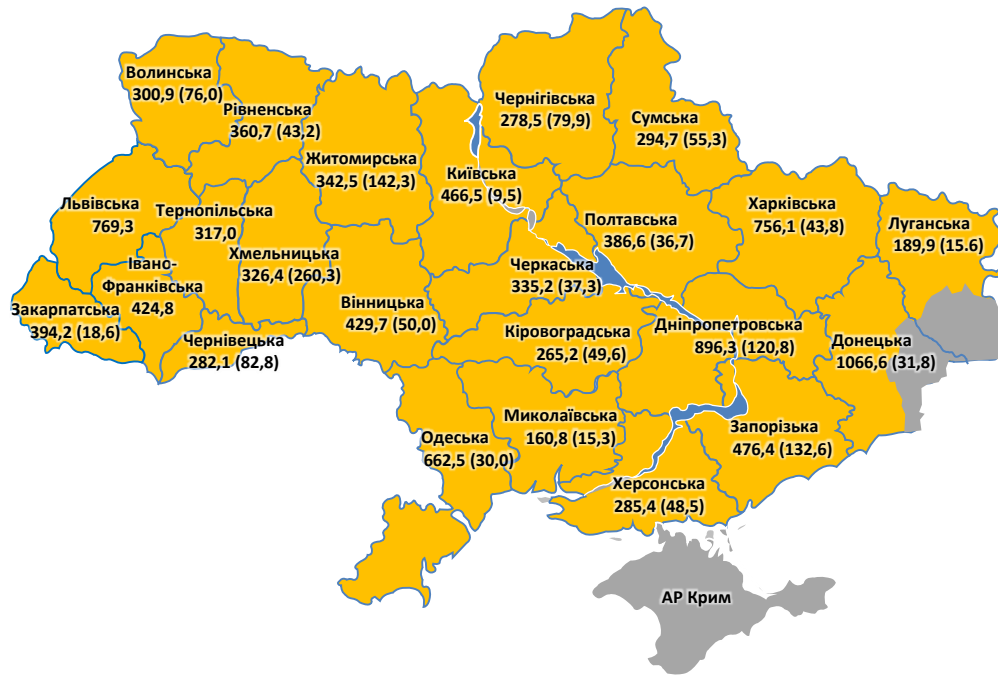 Волинська
300,9 (76,0)
Рівненська
360,7 (43,2)
Житомирська
342,5 (142,3)
Київська
466,5 (9,5)
Чернігівська
278,5 (79,9)
Сумська
294,7 (55,3)
Львівська
769,3
Тернопільська
317,0
Хмельницька
326,4 (260,3)
Івано-
Франківська
424,8
Закарпатська
394,2 (18,6)
Чернівецька
282,1 (82,8)
Вінницька
429,7 (50,0)
Черкаська
335,2 (37,3)
Полтавська
386,6 (36,7)
Харківська
756,1 (43,8)
Луганська
189,9 (15.6)
Кіровоградська
265,2 (49,6)
Дніпропетровська
896,3 (120,8)
Донецька
1066,6 (31,8)
Одеська
662,5 (30,0)
Миколаївська
160,8 (15,3)
Запорізька
476,4 (132,6)
Херсонська
285,4 (48,5)
АР Крим